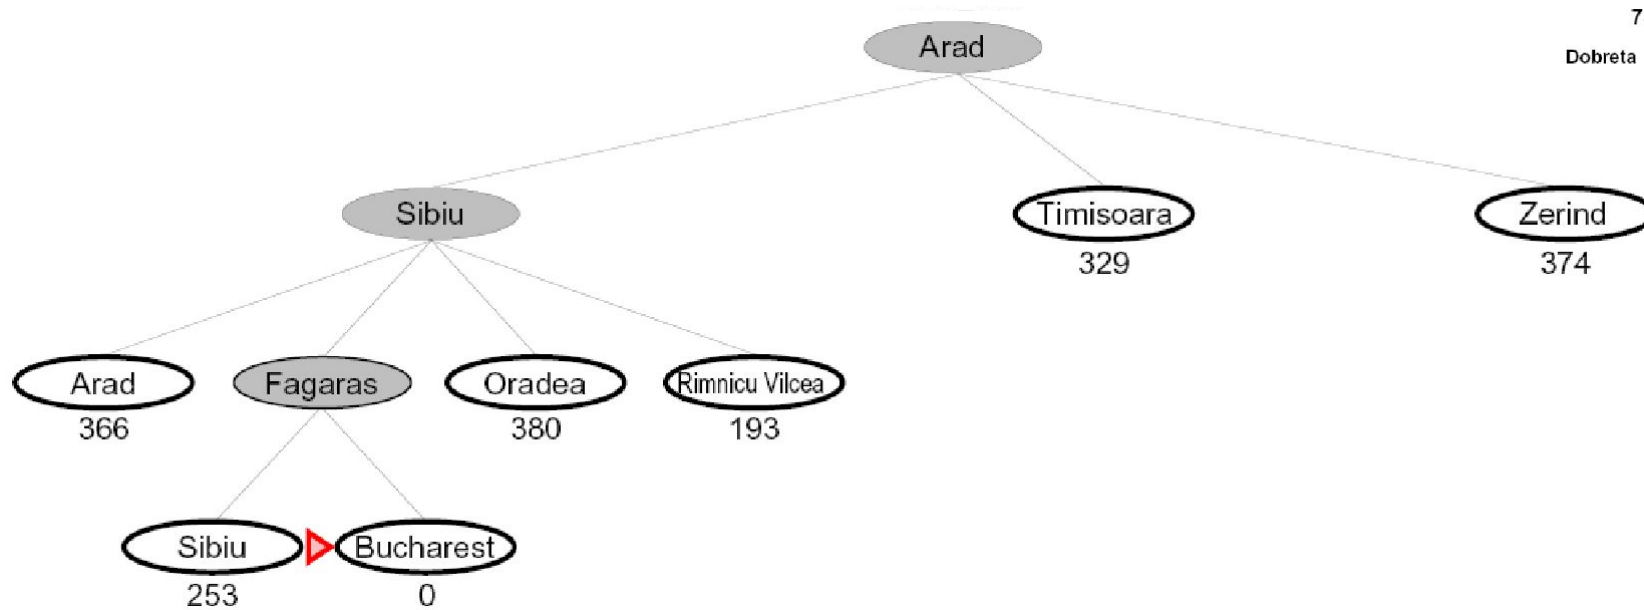 7
Arad
Dobreta
Sibiu
Timisoara
Zerind
329
374
Arad
Fagaras
Oradea
Rimnicu Vilcea
366
380
193
Sibiu
Bucharest
253
0